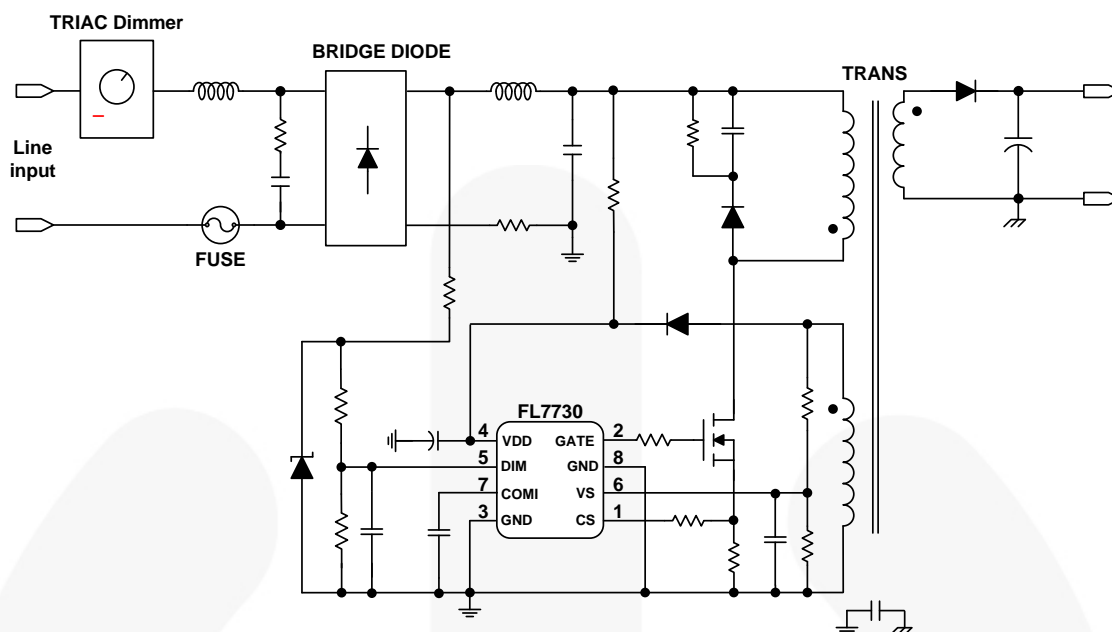 TRIAC Dimmer
BRIDGE DIODE
TRANS
Line
input
FUSE
FL7730
4 VDD GATE 2
5 DIM GND 8
7 COMI VS 6
3 GND CS 1